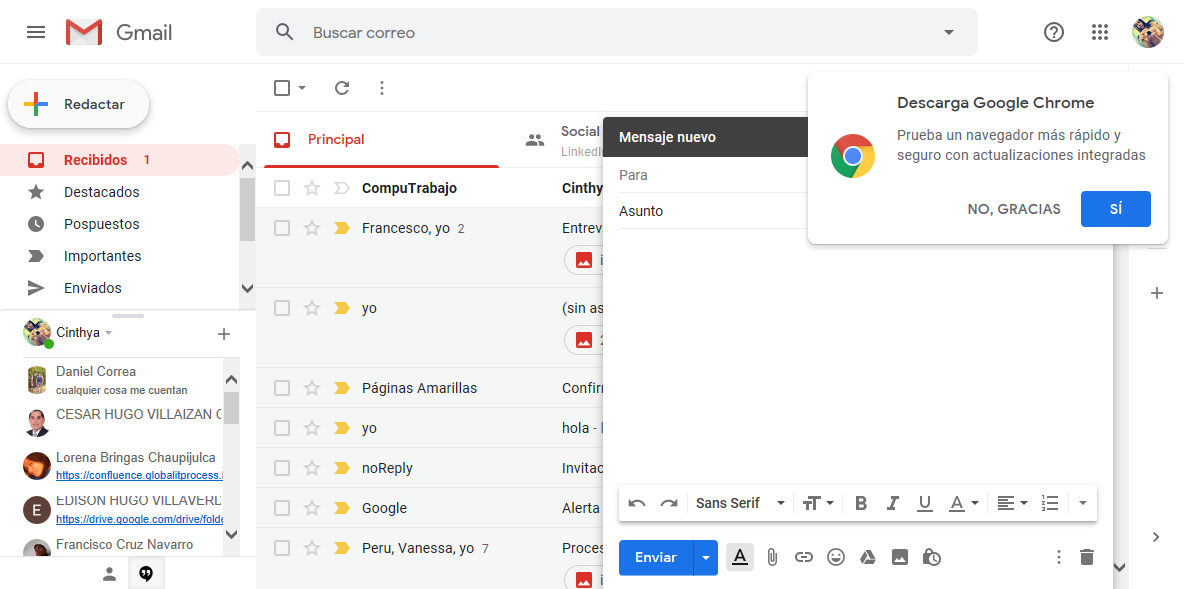 Gmail
Buscar correo
Redactar
Recibidos 1
Destacados
Pospuestos
Importantes
Enviados
Cinthya
Daniel Correa
cualquier cosa me cuentan
CESAR HUGO VILLAIZAN
Lorena Bringas Chaupijulca
https://confluence.globalitprocess.
E
EDISON HUGO VILLAVERD
https://drive.google.com/drive/folde
Francisco Cruz Navarro
Principal
Social
LinkedIn
CompuTrabajo Cinthy
Francesco, yo 2 Entrev
yo (sin as
2
Páginas Amarillas Confirm
yo hola -
noReply Invitac
Google Alerta
Peru, Vanessa, yo 7 Proces
Mensaje nuevo
Para
Asunto
Sans Serif
B I U A
Enviar
A
Descarga Google Chrome
Prueba un navegador más rápido y
seguro con actualizaciones integradas
NO, GRACIAS SÍ